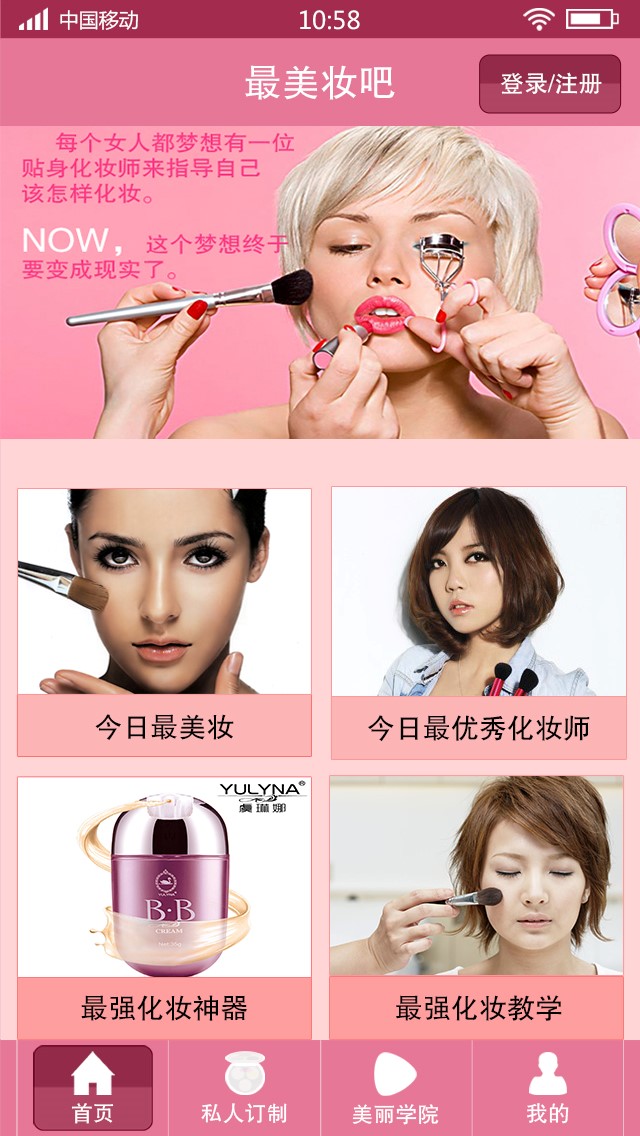 中国移动 10:58
最美妆吧
登录/注册
每个女人都梦想有一位
贴身化妆师来指导自己
该怎样化妆。
NOW，这个梦想终于
要变成现实了。
今日最美妆
今日最优秀化妆师
YULYNA®
虞琳娜
YULYNA
B·B
CREAM
最强化妆神器
最强化妆教学
首页
私人订制
美丽学院
我的